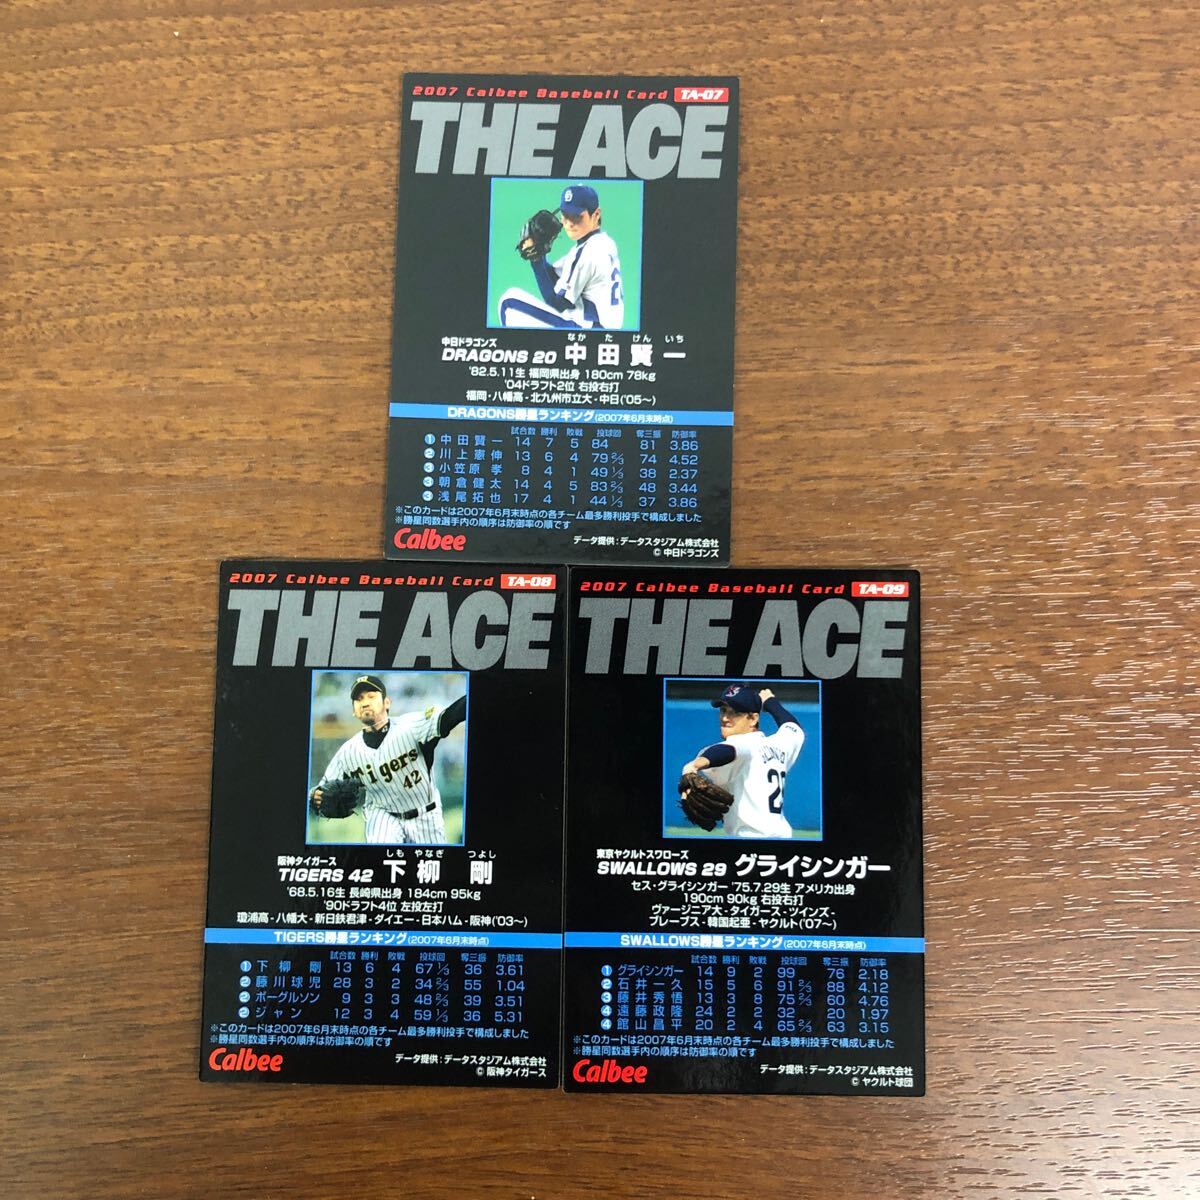 2007 Calbee Baseball Card TA-07
THE ACE
なか た けん いち
中日ドラゴンズ
DRAGONS 20 中田賢一
'82.5.11生 福岡県出身 180cm 78kg
'04ドラフト2位 右投右打
福岡・八幡高-北九州市立大-中日('05〜)
DRAGONS勝星ランキング(2007年6月末時点)
試合数 勝利 敗戦 投球回 奪三振 防御率
1 中田賢一 14 7 5 84 81 3.86
2 川上憲伸 13 6 4 79 2/3 74 4.52
3 小笠原孝 8 4 1 49 1/3 38 2.37
3 朝倉健太 14 4 5 83 2/3 48 3.44
3 浅尾拓也 17 4 1 44 1/3 37 3.86
※このカードは2007年6月末時点の各チーム最多勝利投手で構成しました
※勝星同数選手内の順序は防御率の順です
Calbee
データ提供:データスタジアム株式会社
© 中日ドラゴンズ
2007 Calbee Baseball Card TA-08
THE ACE
Tigers
42
しも やなぎ つよし
阪神タイガース
TIGERS 42 下柳 剛
'68.5.16生 長崎県出身 184cm 95kg
'90ドラフト4位 左投左打
瓊浦高-八幡大-新日鉄君津-ダイエー-日本ハム-阪神('03〜)
TIGERS勝星ランキング(2007年6月末時点)
試合数 勝利 敗戦 投球回 奪三振 防御率
1 下柳 剛 13 6 4 67 1/3 36 3.61
2 藤川球児 28 3 2 34 2/3 55 1.04
2 ボーグルソン 9 3 3 48 2/3 39 3.51
2 ジャン 12 3 4 59 1/3 36 5.31
※このカードは2007年6月末時点の各チーム最多勝利投手で構成しました
※勝星同数選手内の順序は防御率の順です
Calbee
データ提供:データスタジアム株式会社
© 阪神タイガース
2007 Calbee Baseball Card TA-09
THE ACE
東京ヤクルトスワローズ
SWALLOWS 29 グライシンガー
セス・グライシンガー '75.7.29生 アメリカ出身
190cm 90kg 右投右打
ヴァージニア大-タイガース-ツインズ-
ブレーブス-韓国起亜-ヤクルト('07〜)
SWALLOWS勝星ランキング(2007年6月末時点)
試合数 勝利 敗戦 投球回 奪三振 防御率
1 グライシンガー 14 9 2 99 76 2.18
2 石井一久 15 5 6 91 2/3 88 4.12
3 藤井秀悟 13 3 8 75 2/3 60 4.76
4 遠藤政隆 24 2 2 32 20 1.97
4 館山昌平 20 2 4 65 2/3 63 3.15
※このカードは2007年6月末時点の各チーム最多勝利投手で構成しました
※勝星同数選手内の順序は防御率の順です
Calbee
データ提供:データスタジアム株式会社
© ヤクルト球団